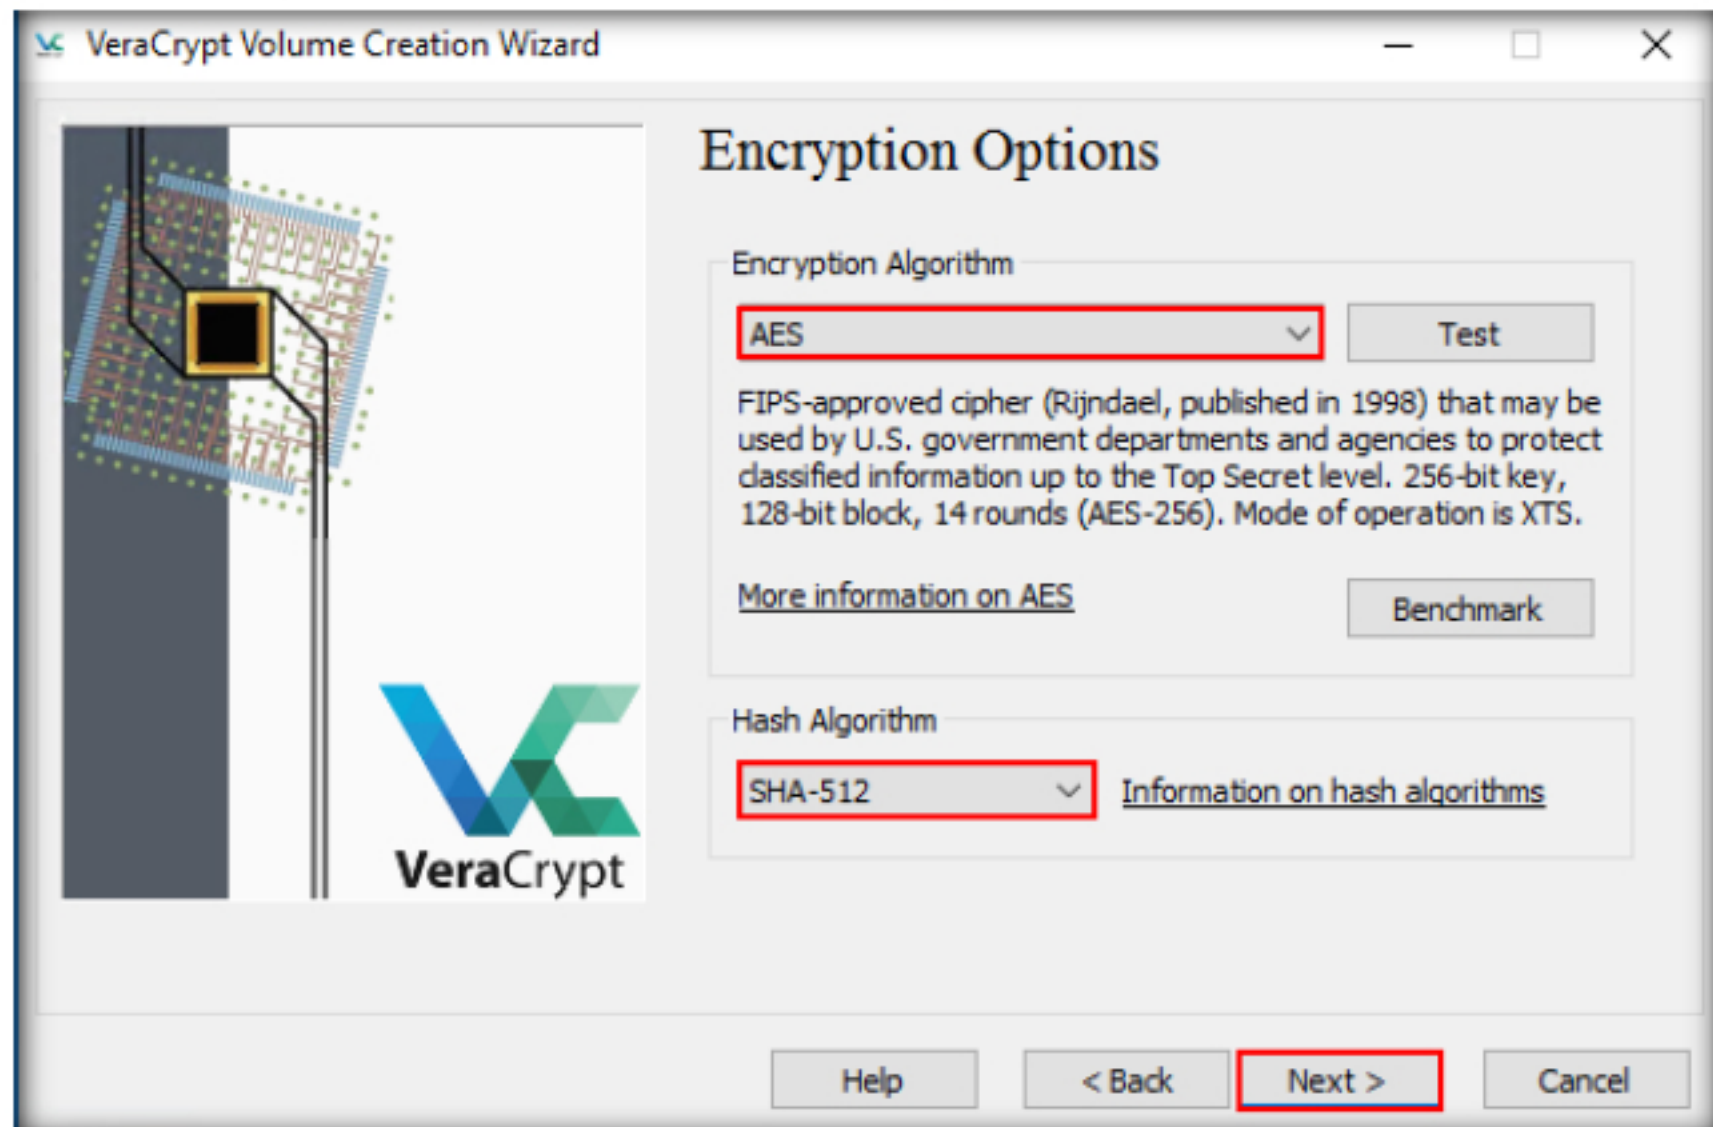 VeraCrypt Volume Creation Wizard
Encryption Options
Encryption Algorithm
AES
Test
FIPS-approved cipher (Rijndael, published in 1998) that may be
used by U.S. government departments and agencies to protect
classified information up to the Top Secret level. 256-bit key,
128-bit block, 14 rounds (AES-256). Mode of operation is XTS.
More information on AES
Benchmark
Hash Algorithm
SHA-512
Information on hash algorithms
VeraCrypt
Help
< Back
Next >
Cancel